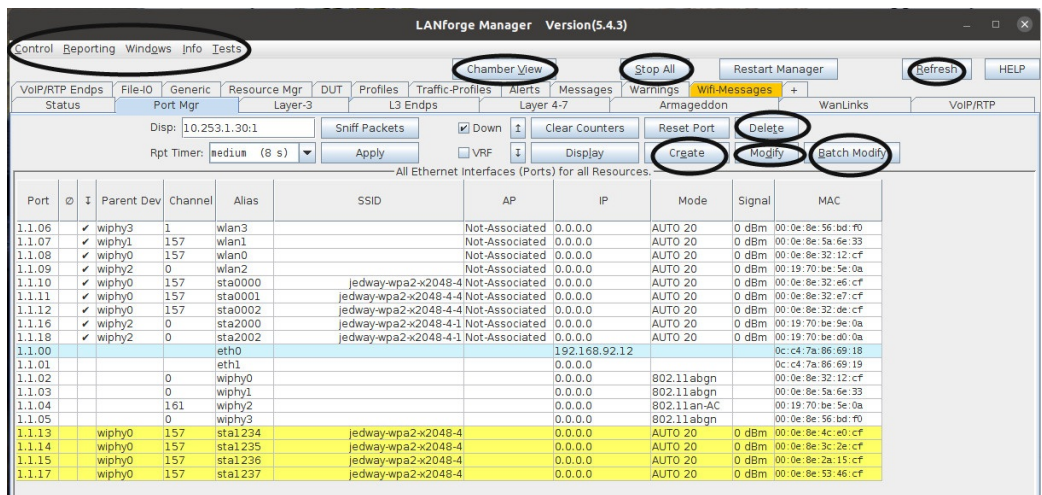 LANforge Manager Version(5.4.3)
Control Reporting Windows Info Tests
Chamber View Stop All Restart Manager Refresh HELP
VoIP/RTP Endps File-IO Generic Resource Mgr DUT Profiles Traffic-Profiles Alerts Messages Warnings Wifi-Messages +
Status Port Mgr Layer-3 L3 Endps Layer 4-7 Armageddon WanLinks VoIP/RTP
Disp: 10.253.1.30:1 Sniff Packets Down Clear Counters Reset Port Delete
Rpt Timer: medium (8 s) Apply VRF Display Create Modify Batch Modify
All Ethernet Interfaces (Ports) for all Resources.
Port Parent Dev Channel Alias SSID AP IP Mode Signal MAC
1.1.06 ✔ wiphy3 1 wlan3 Not-Associated 0.0.0.0 AUTO 20 0 dBm 00:0e:8e:56:bd:f0
1.1.07 ✔ wiphy1 157 wlan1 Not-Associated 0.0.0.0 AUTO 20 0 dBm 00:0e:8e:5a:6e:33
1.1.08 ✔ wiphy0 157 wlan0 Not-Associated 0.0.0.0 AUTO 20 0 dBm 00:0e:8e:32:12:cf
1.1.09 ✔ wiphy2 0 wlan2 Not-Associated 0.0.0.0 AUTO 20 0 dBm 00:19:70:be:5e:0a
1.1.10 ✔ wiphy0 157 sta0000 jedway-wpa2-x2048-4-4 Not-Associated 0.0.0.0 AUTO 20 0 dBm 00:0e:8e:32:e6:cf
1.1.11 ✔ wiphy0 157 sta0001 jedway-wpa2-x2048-4-4 Not-Associated 0.0.0.0 AUTO 20 0 dBm 00:0e:8e:32:e7:cf
1.1.12 ✔ wiphy0 157 sta0002 jedway-wpa2-x2048-4-4 Not-Associated 0.0.0.0 AUTO 20 0 dBm 00:0e:8e:32:de:cf
1.1.16 ✔ wiphy2 0 sta2000 jedway-wpa2-x2048-4-1 Not-Associated 0.0.0.0 AUTO 20 0 dBm 00:19:70:be:9e:0a
1.1.18 ✔ wiphy2 0 sta2002 jedway-wpa2-x2048-4-1 Not-Associated 0.0.0.0 AUTO 20 0 dBm 00:19:70:be:d0:0a
1.1.00 eth0 192.168.92.12 0c:c4:7a:86:69:18
1.1.01 eth1 0.0.0.0 0c:c4:7a:86:69:19
1.1.02 0 wiphy0 0.0.0.0 802.11abgn 00:0e:8e:32:12:cf
1.1.03 0 wiphy1 0.0.0.0 802.11abgn 00:0e:8e:5a:6e:33
1.1.04 161 wiphy2 0.0.0.0 802.11an-AC 00:19:70:be:5e:0a
1.1.05 0 wiphy3 0.0.0.0 802.11abgn 00:0e:8e:56:bd:f0
1.1.13 wiphy0 157 sta1234 jedway-wpa2-x2048-4 0.0.0.0 AUTO 20 0 dBm 00:0e:8e:4c:e0:cf
1.1.14 wiphy0 157 sta1235 jedway-wpa2-x2048-4 0.0.0.0 AUTO 20 0 dBm 00:0e:8e:3c:2e:cf
1.1.15 wiphy0 157 sta1236 jedway-wpa2-x2048-4 0.0.0.0 AUTO 20 0 dBm 00:0e:8e:2a:15:cf
1.1.17 wiphy0 157 sta1237 jedway-wpa2-x2048-4 0.0.0.0 AUTO 20 0 dBm 00:0e:8e:53:46:cf